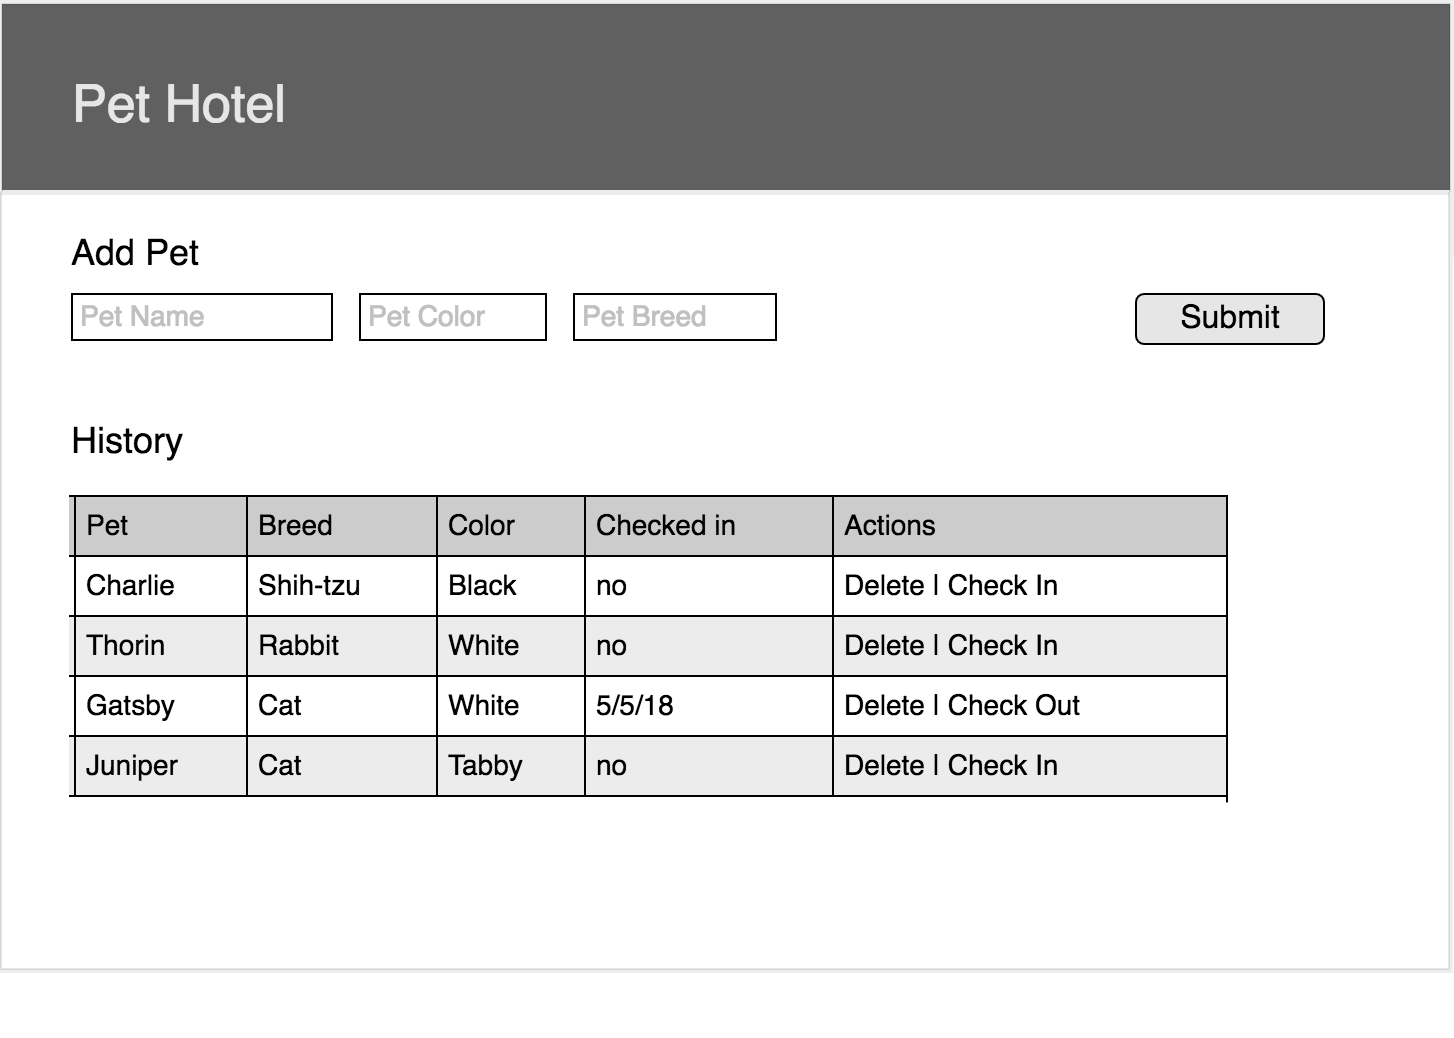 Pet Hotel
Add Pet
Pet Name Pet Color Pet Breed Submit
History
Pet Breed Color Checked in Actions
Charlie Shih-tzu Black no Delete | Check In
Thorin Rabbit White no Delete | Check In
Gatsby Cat White 5/5/18 Delete | Check Out
Juniper Cat Tabby no Delete | Check In